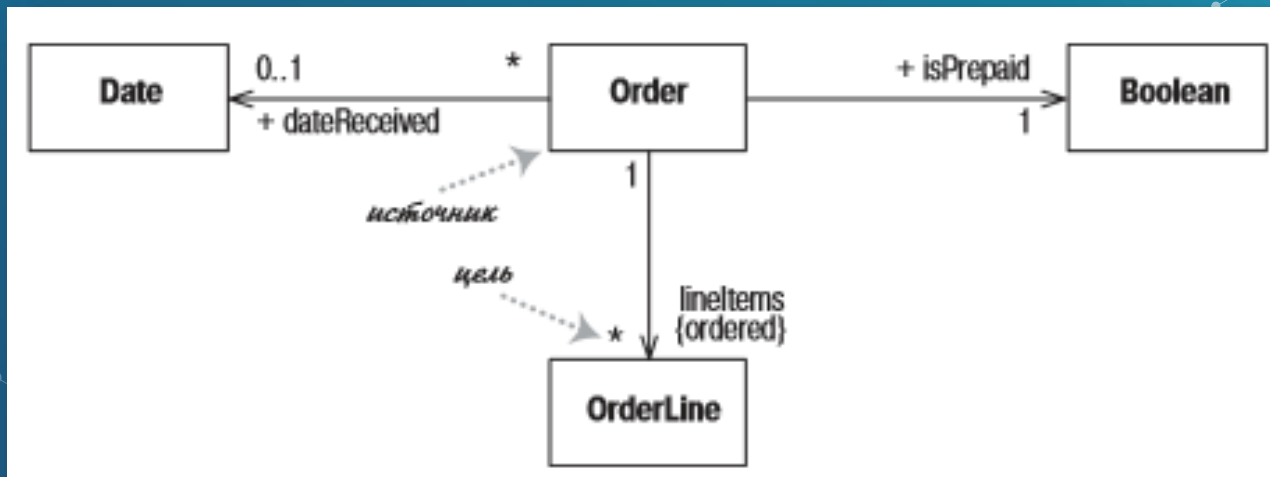 Date
0..1
+ dateReceived
*
Order
+ isPrepaid
1
Boolean
источник
1
цель
*
lineItems
{ordered}
OrderLine